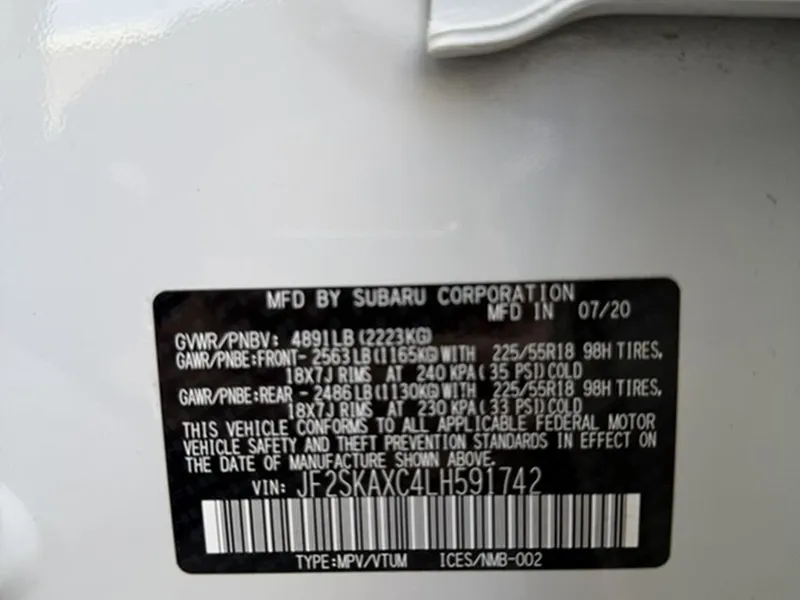 MFD BY SUBARU CORPORATION
MFD IN 07/20
GVWR/PNBV: 4891LB(2223KG)
GAWR/PNBE:FRONT-2563LB(1165KG)WITH 225/55R18 98H TIRES,
18X7J RIMS AT 240 KPA(35 PSI)COLD
GAWR/PNBE:REAR -2486LB(1130KG)WITH 225/55R18 98H TIRES,
18X7J RIMS AT 230 KPA(33 PSI)COLD
THIS VEHICLE CONFORMS TO ALL APPLICABLE FEDERAL MOTOR
VEHICLE SAFETY AND THEFT PREVENTION STANDARDS IN EFFECT ON
THE DATE OF MANUFACTURE SHOWN ABOVE.
VIN: JF2SKAXC4LH591742
TYPE:MPV/VTUM ICES/NMB-002